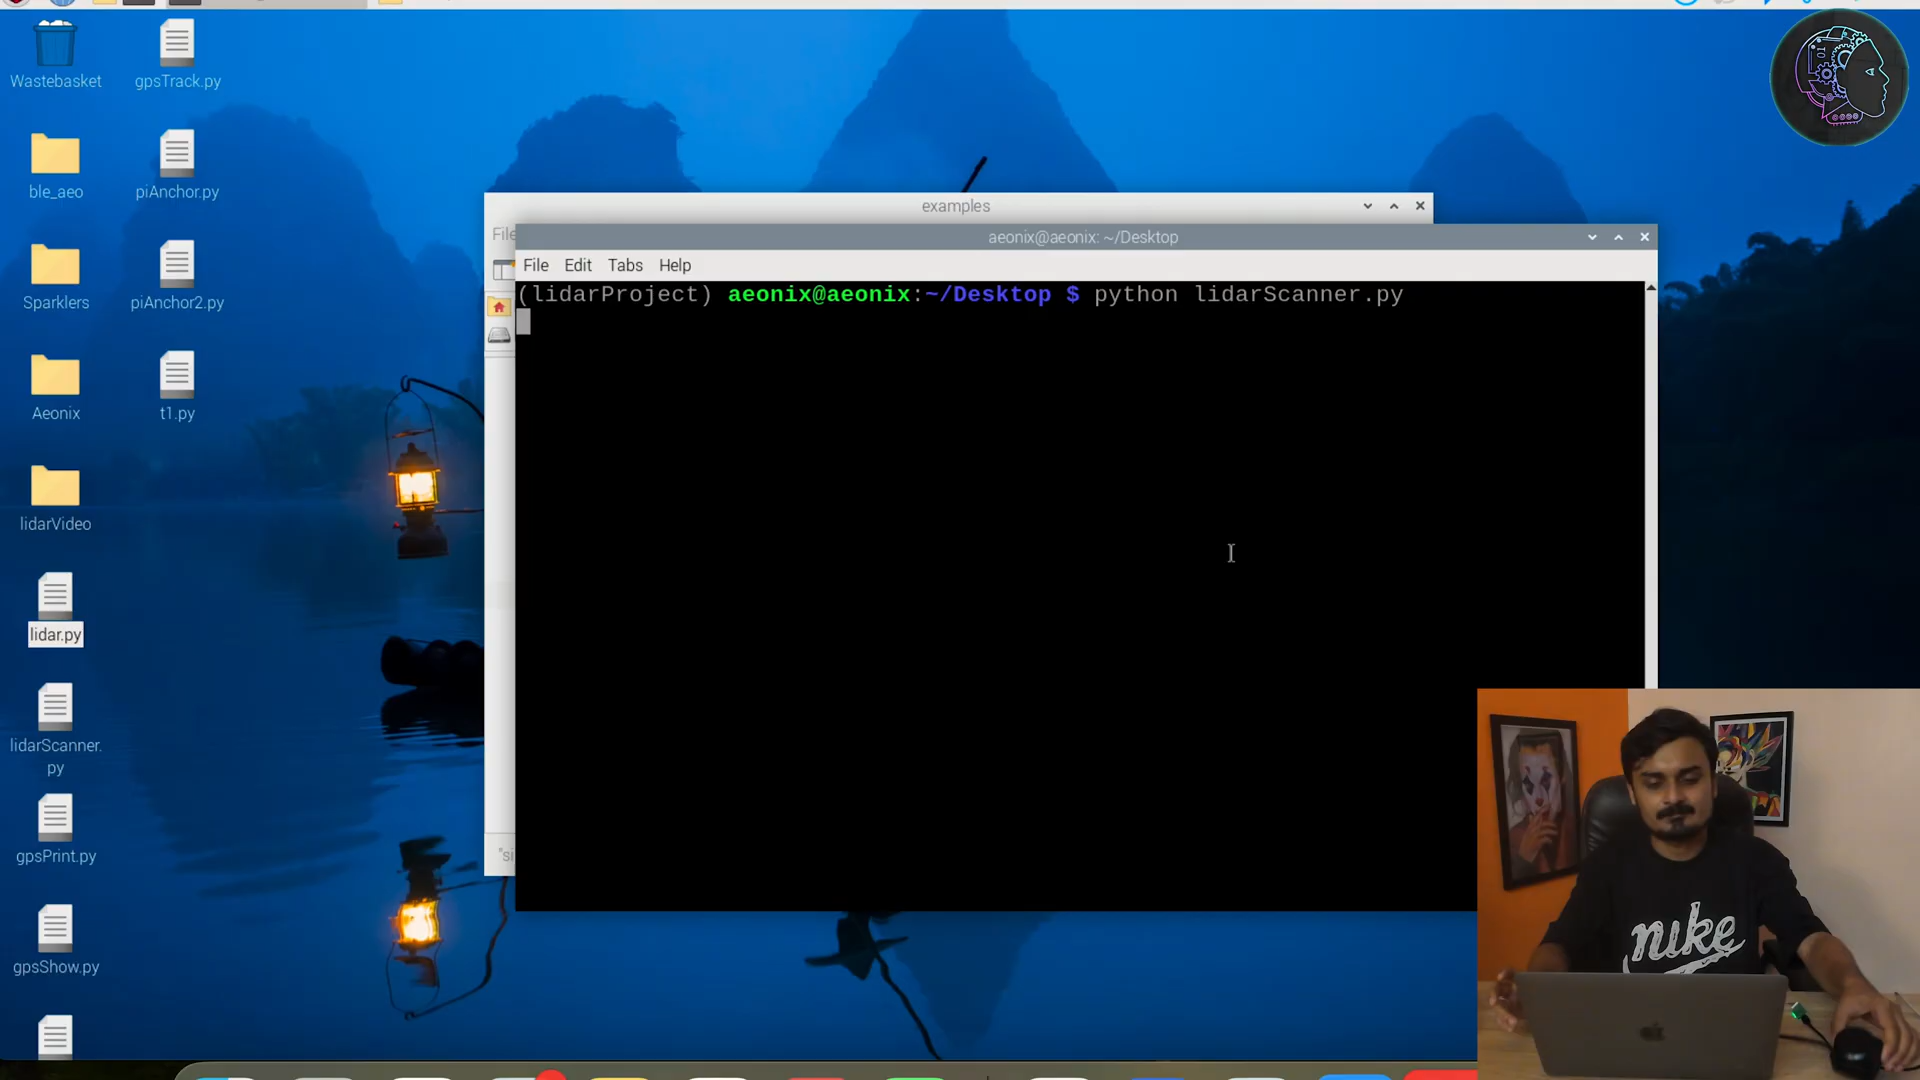 Wastebasket
gpsTrack.py
ble_aeo
piAnchor.py
Sparklers
piAnchor2.py
Aeonix
t1.py
lidarVideo
lidar.py
lidarScanner.
py
gpsPrint.py
gpsShow.py
examples
File
"si
aeonix@aeonix: ~/Desktop
File Edit Tabs Help
(lidarProject) aeonix@aeonix:~/Desktop $ python lidarScanner.py
nike